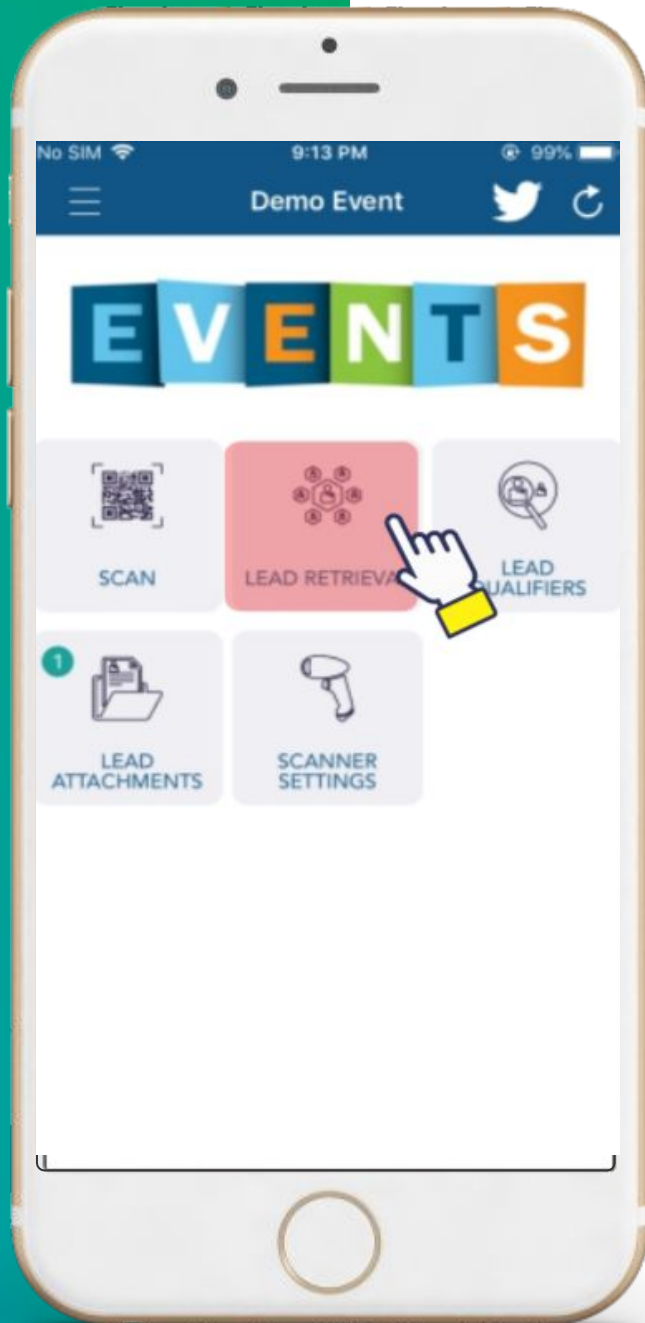 No SIM 9:13 PM 99%
Demo Event
EVENTS
SCAN
LEAD RETRIEVA
LEAD
UALIFIERS
1
LEAD
ATTACHMENTS
SCANNER
SETTINGS